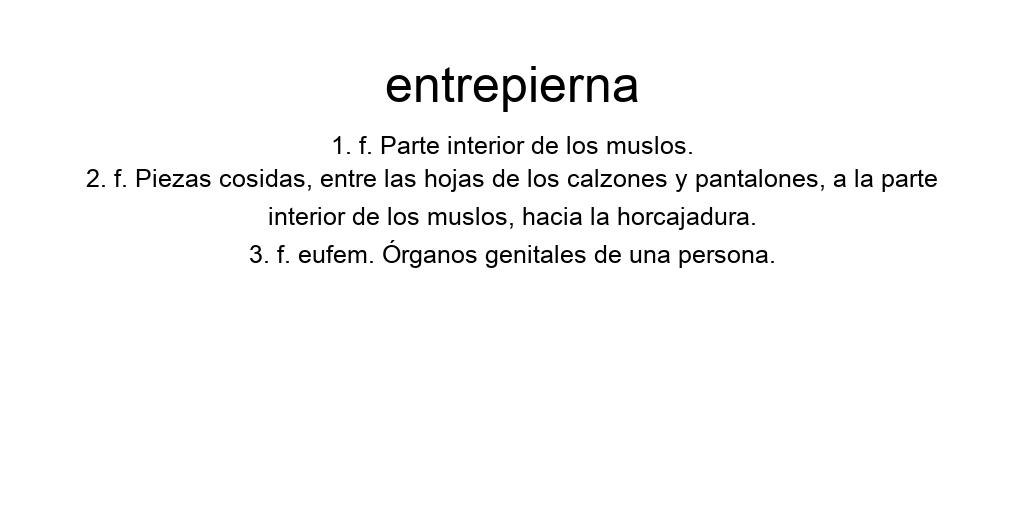 entrepierna
1. f. Parte interior de los muslos.
2. f. Piezas cosidas, entre las hojas de los calzones y pantalones, a la parte
interior de los muslos, hacia la horcajadura.
3. f. eufem. Órganos genitales de una persona.